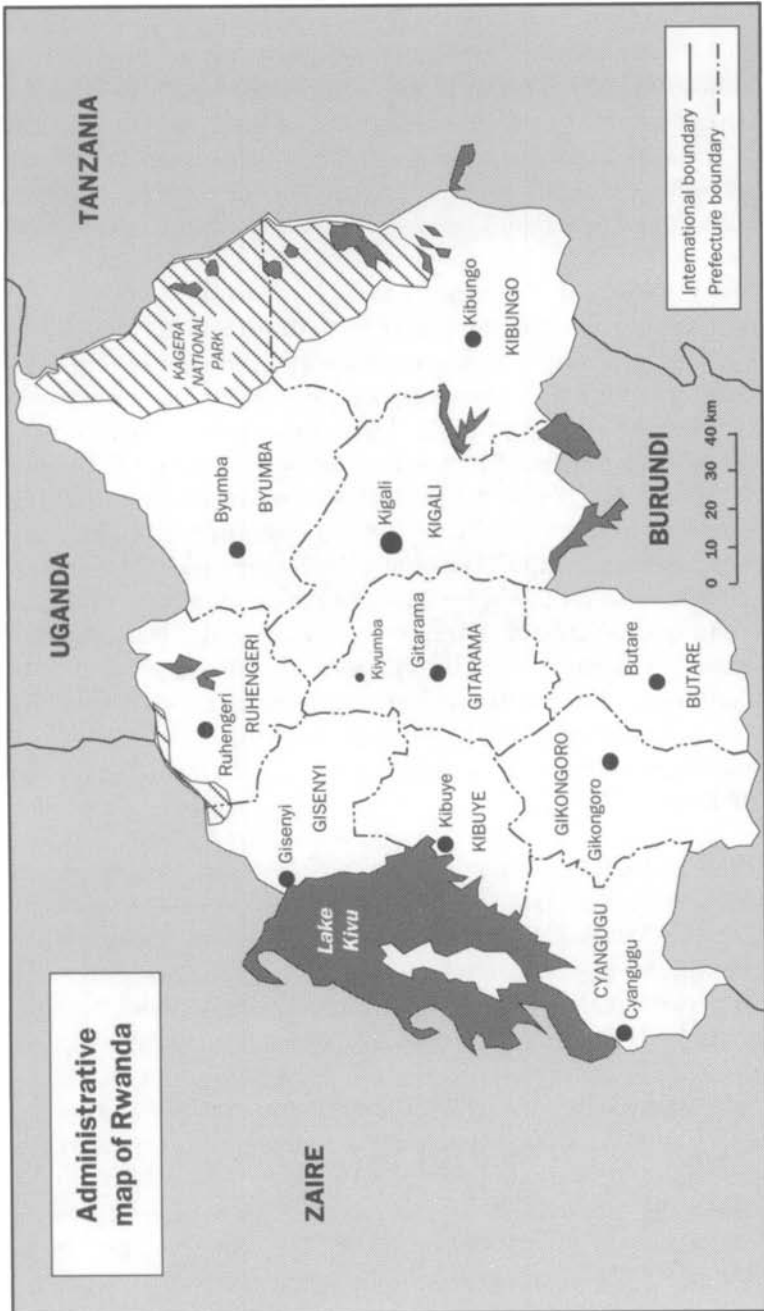 Administrative
map of Rwanda
UGANDA
TANZANIA
ZAIRE
BURUNDI
KAGERA
NATIONAL
PARK
Byumba
BYUMBA
Ruhengeri
RUHENGERI
Gisenyi
GISENYI
Lake
Kivu
Kigali
KIGALI
Kiyumba
Gitarama
GITARAMA
Kibuye
KIBUYE
Kibungo
KIBUNGO
GIKONGORO
Gikongoro
Butare
BUTARE
CYANGUGU
Cyangugu
0 10 20 30 40 km
International boundary
Prefecture boundary